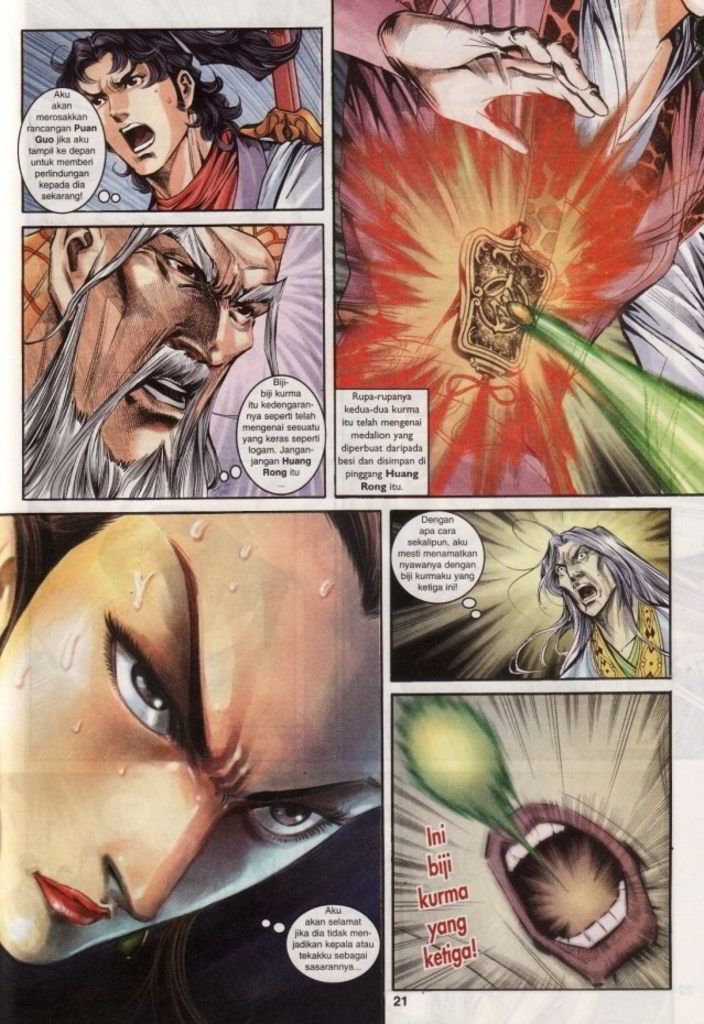 Aku
akan
merosakkan
rancangan Puan
Guo jika aku
tampil ke depan
untuk memberi
perlindungan
kepada dia
sekarang!
Biji-
biji kurma
itu kedengaran-
nya seperti telah
mengenai sesuatu
yang keras seperti
logam. Jangan-
jangan Huang
Rong itu
...
Rupa-rupanya
kedua-dua kurma
itu telah mengenai
medalion yang
diperbuat daripada
besi dan disimpan di
pinggang Huang
Rong itu.
Dengan
apa cara
sekalipun, aku
mesti menamatkan
nyawanya dengan
biji kurmaku yang
ketiga ini!
Aku
akan selamat
jika dia tidak men-
jadikan kepala atau
tekakku sebagai
sasarannya...
Ini
biji
kurma
yang
ketiga!
21